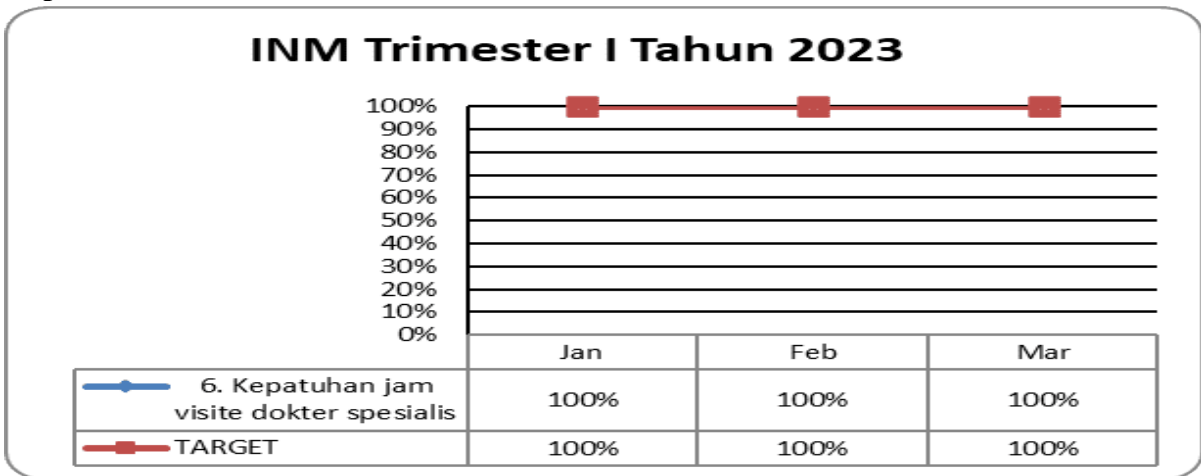 INM Trimester I Tahun 2023
100%
90%
80%
70%
60%
50%
40%
30%
20%
10%
0%
Jan Feb Mar
6. Kepatuhan jam
visite dokter spesialis 100% 100% 100%
TARGET 100% 100% 100%